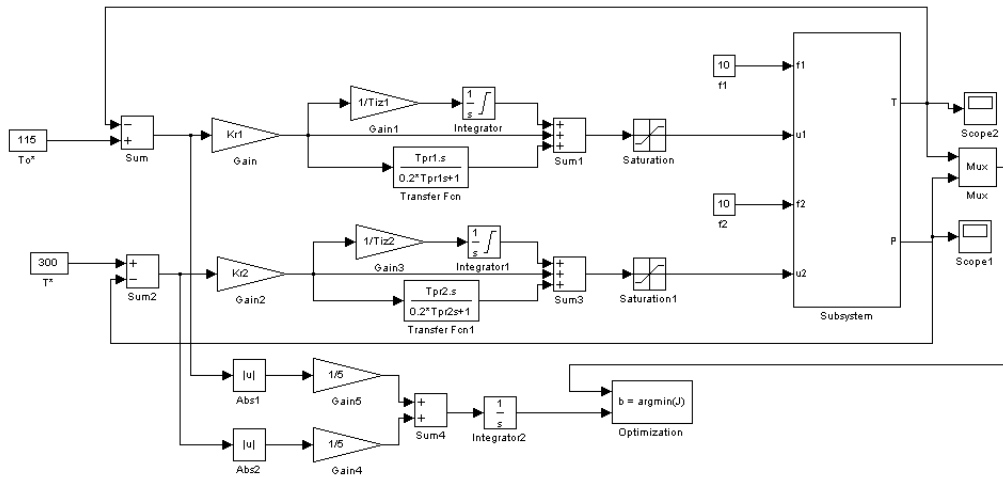 10
f1
f1
T
Scope2
1/Tiz1
1
s
Integrator
Gain1
115
To*
−
+
Sum
Kr1
Gain
+
+
+
Sum1
Saturation
u1
Tpr1.s
0.2*Tpr1s+1
Transfer Fcn
Mux
Mux
10
f2
f2
P
Scope1
300
T*
+
−
Sum2
Kr2
Gain2
1/Tiz2
Gain3
1
s
Integrator1
+
+
+
Sum3
Saturation1
u2
Tpr2.s
0.2*Tpr2s+1
Transfer Fcn1
Subsystem
|u|
Abs1
1/5
Gain5
+
+
Sum4
1
s
Integrator2
b = argmin(J)
Optimization
|u|
Abs2
1/5
Gain4